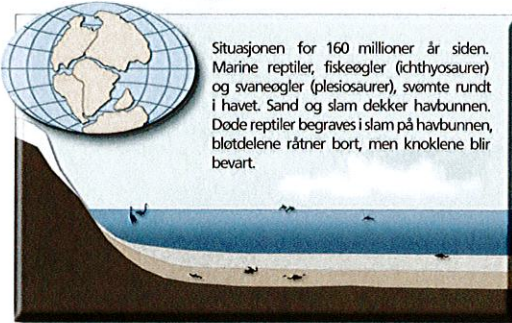 Situasjonen for 160 millioner år siden.
Marine reptiler, fiskeøgler (ichthyosaurer)
og svaneøgler (plesiosaurer), svømte rundt
i havet. Sand og slam dekker havbunnen.
Døde reptiler begraves i slam på havbunnen,
bløtdelene råtner bort, men knoklene blir
bevart.